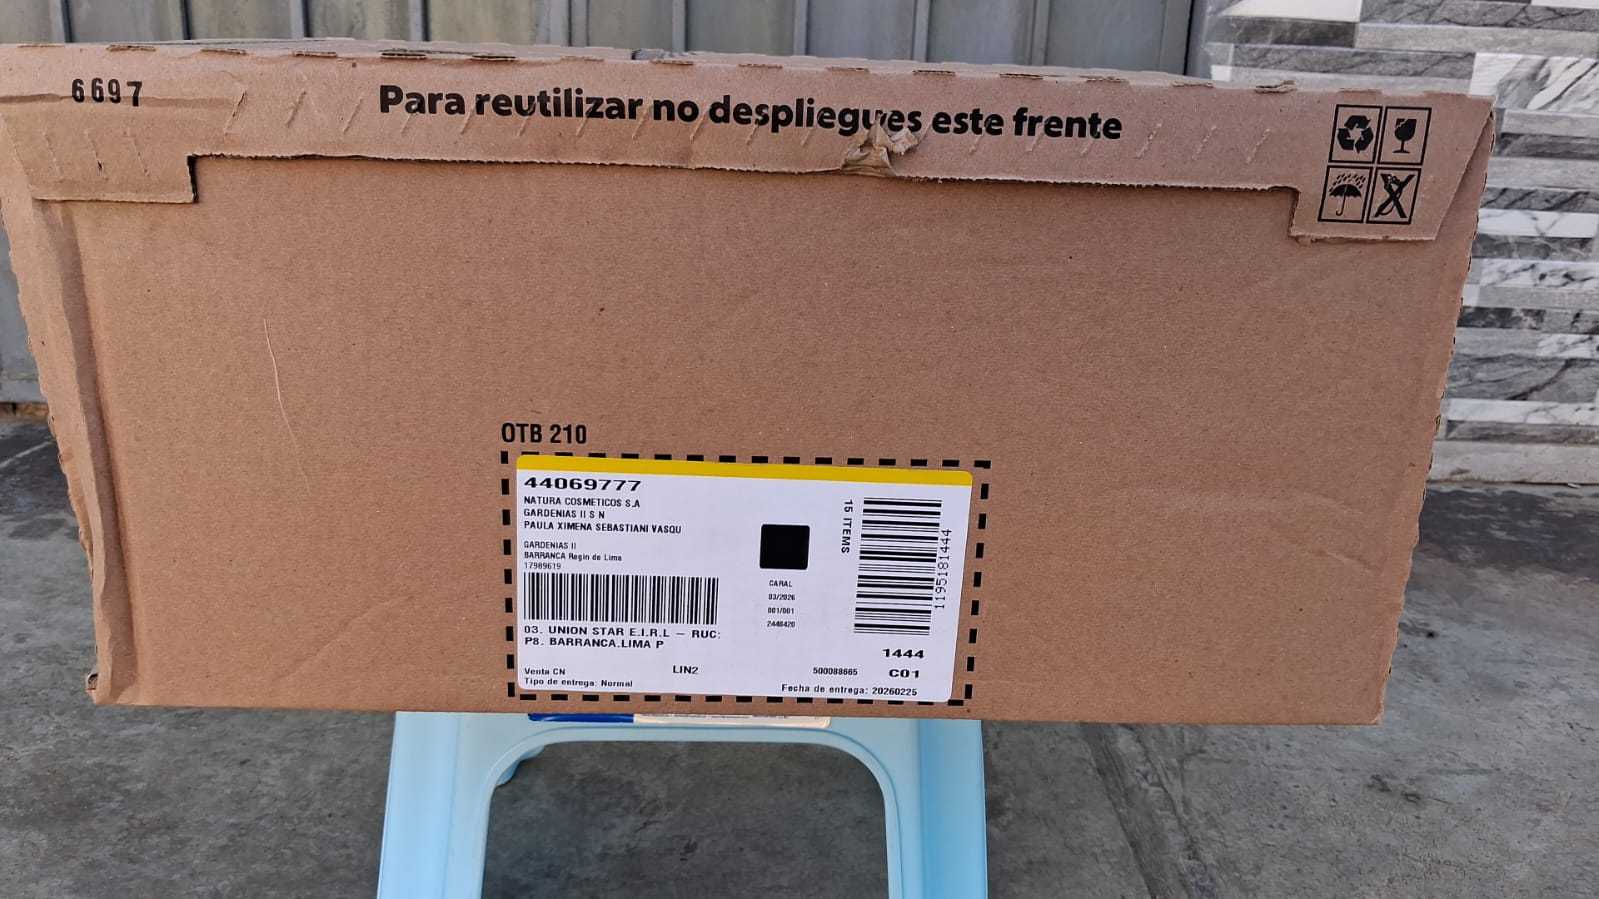 6697
Para reutilizar no despliegues este frente
OTB 210
44069777
NATURA COSMETICOS S.A
GARDENIAS II S N
PAULA XIMENA SEBASTIANI VASQU
GARDENIAS II
BARRANCA Regin de Lima
17989619
03. UNION STAR E.I.R.L – RUC:
P8. BARRANCA.LIMA P
Venta CN
Tipo de entrega: Normal
LIN2
CARAL
03/2026
001/001
2448420
15 ITEMS
1195181444
1444
500088665
C01
Fecha de entrega: 20260225